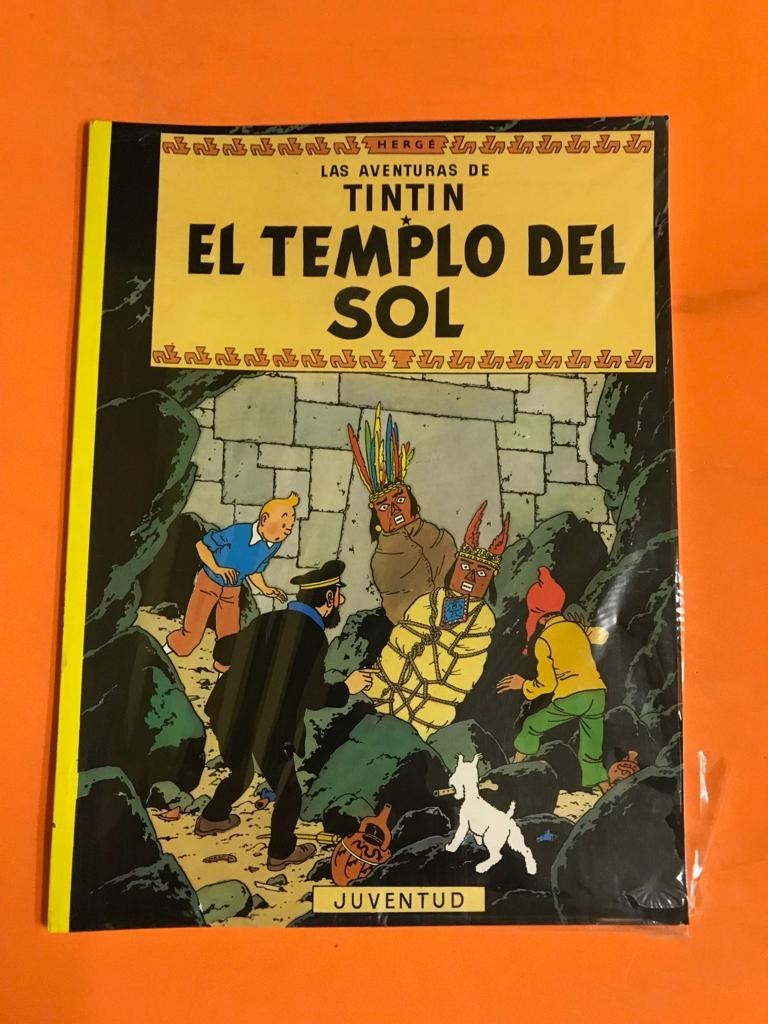 HERGÉ
LAS AVENTURAS DE
TINTIN
EL TEMPLO DEL
SOL
JUVENTUD